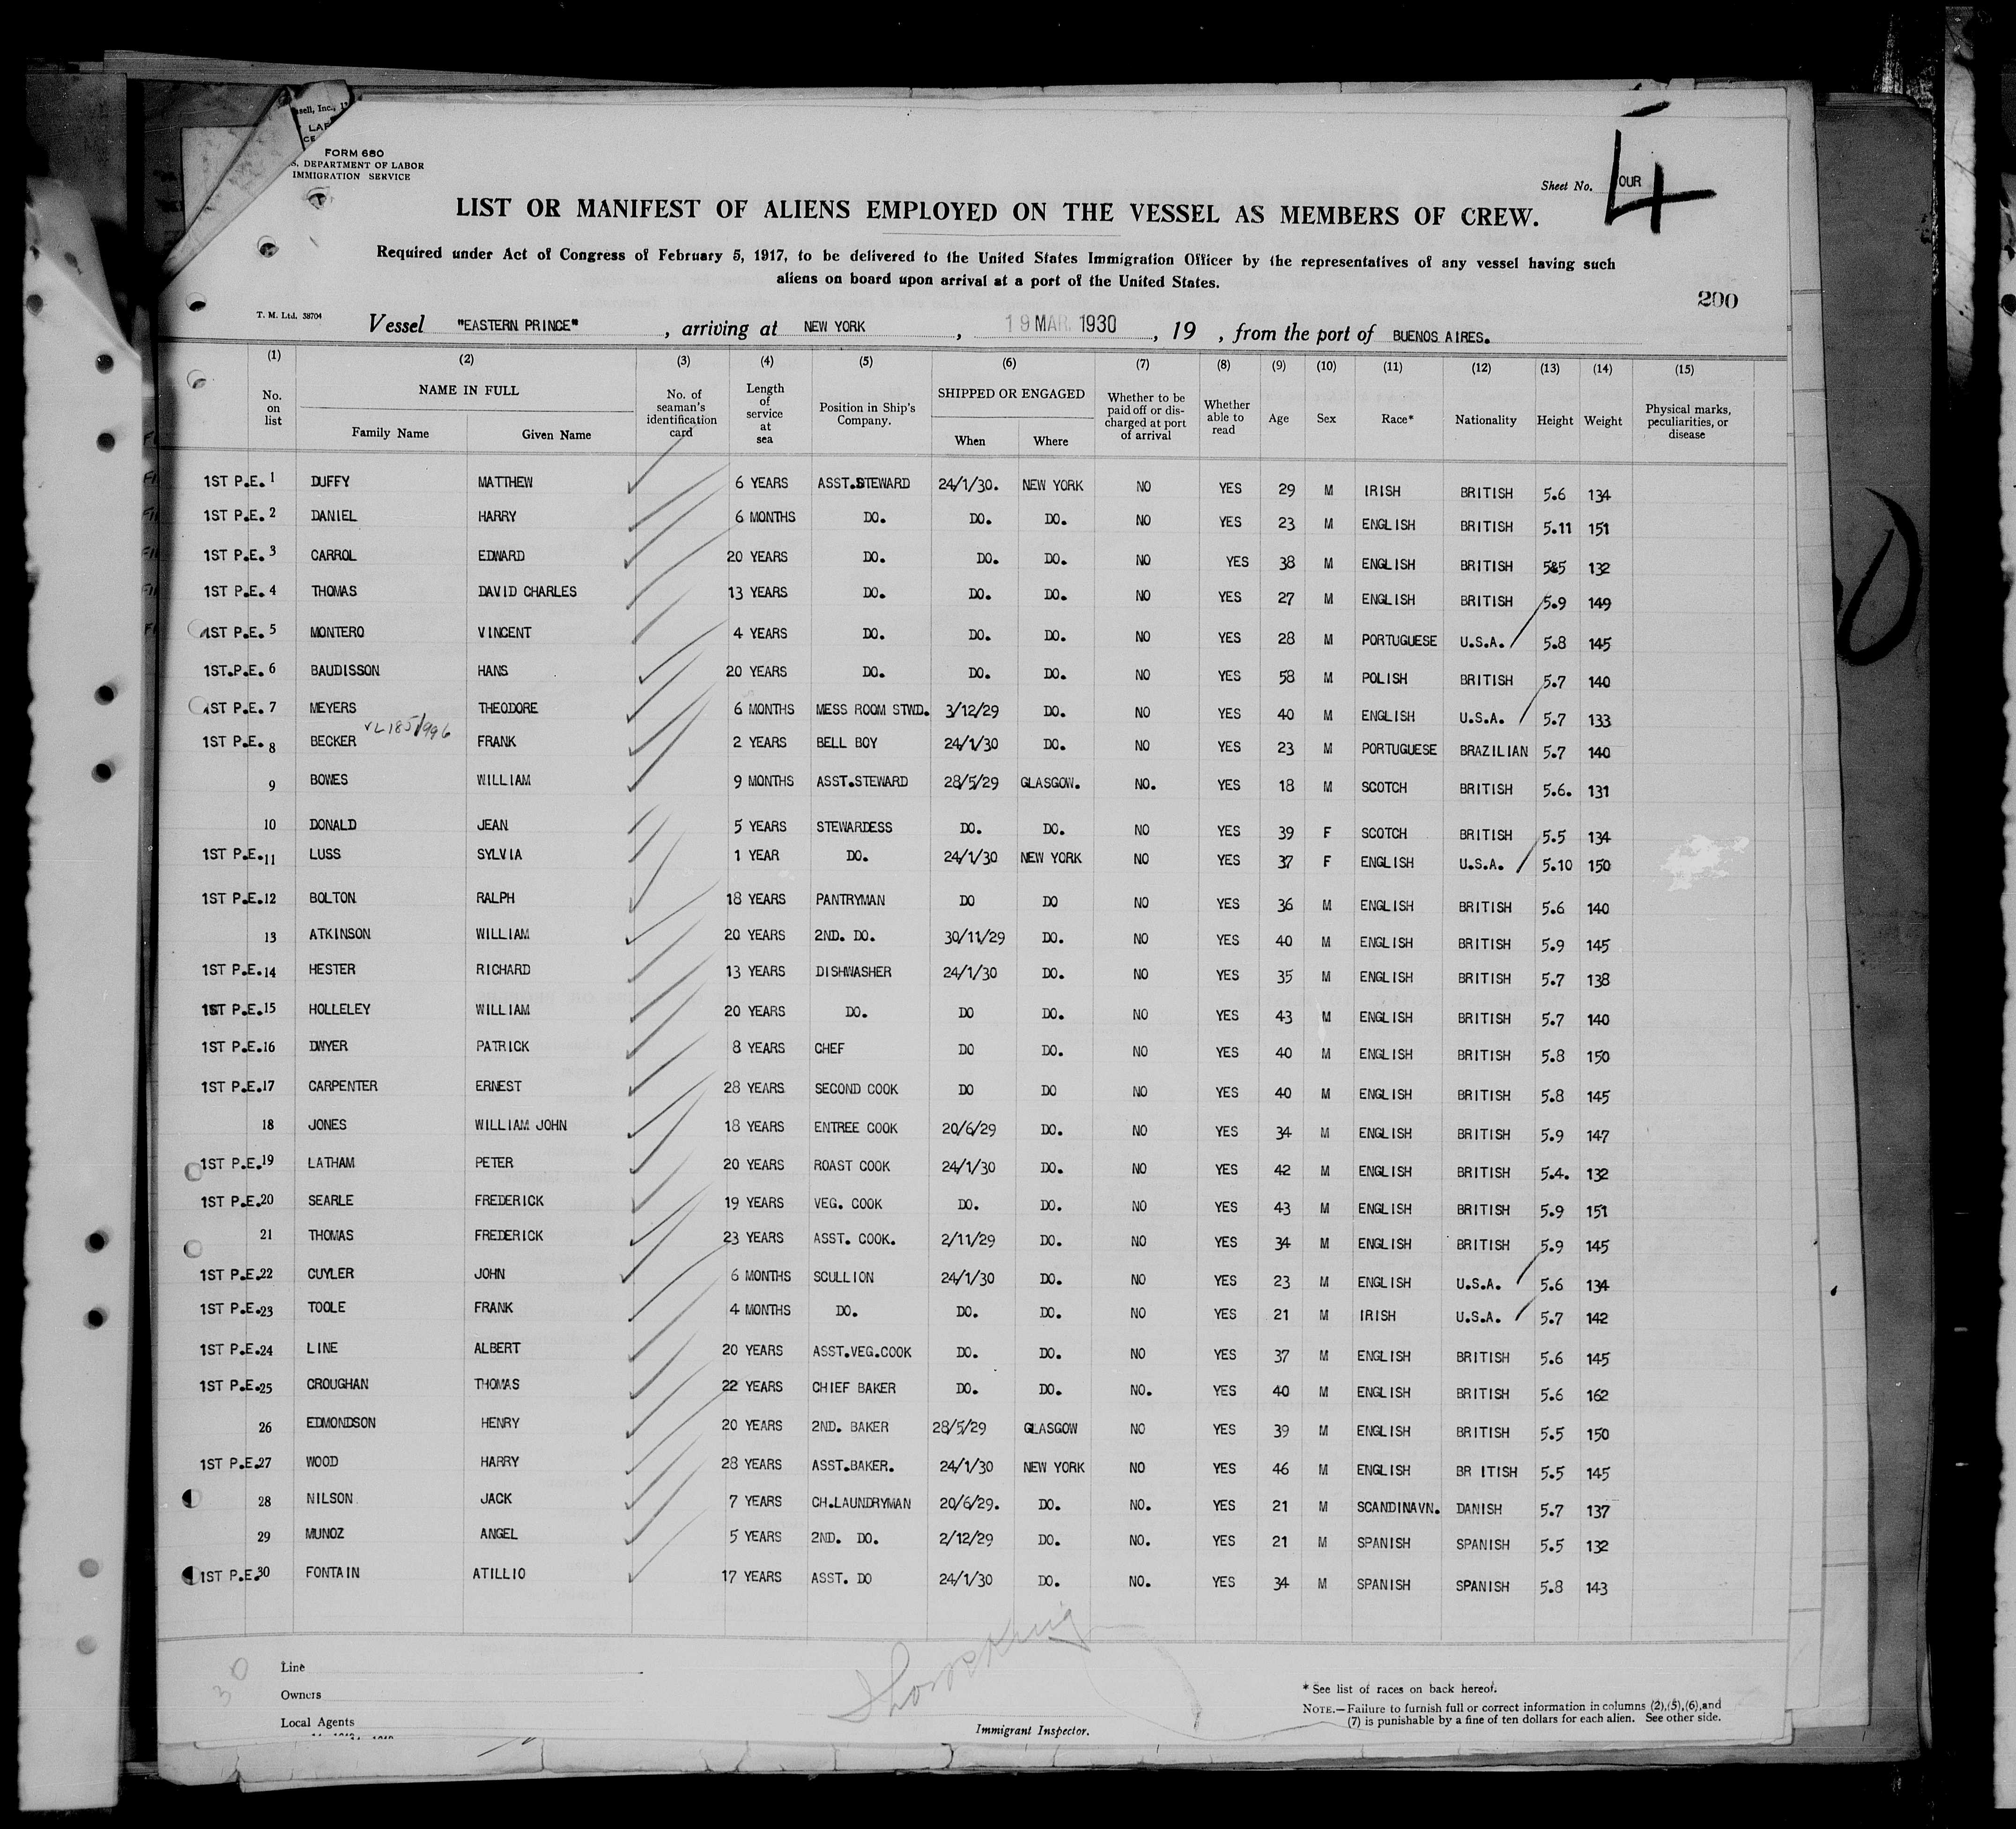 sell, Inc., 1
LAF
CE
FORM 680
S. DEPARTMENT OF LABOR
IMMIGRATION SERVICE
Sheet No. OUR
4
LIST OR MANIFEST OF ALIENS EMPLOYED ON THE VESSEL AS MEMBERS OF CREW.
Required under Act of Congress of February 5, 1917, to be delivered to the United States Immigration Officer by the representatives of any vessel having such
aliens on board upon arrival at a port of the United States.
200
T. M. Ltd. 38704
Vessel "EASTERN PRINCE", arriving at NEW YORK, 19 MAR 1930, 19 , from the port of BUENOS AIRES.
(1) (2) (3) (4) (5) (6) (7) (8) (9) (10) (11) (12) (13) (14) (15)
No. on list NAME IN FULL Family Name Given Name No. of seaman's identification card Length of service at sea Position in Ship's Company. SHIPPED OR ENGAGED When Where Whether to be paid off or discharged at port of arrival Whether able to read Age Sex Race* Nationality Height Weight Physical marks, peculiarities, or disease
1ST P.E. 1 DUFFY MATTHEW 6 YEARS ASST.STEWARD 24/1/30. NEW YORK NO YES 29 M IRISH BRITISH 5.6 134
1ST P.E. 2 DANIEL HARRY 6 MONTHS DO. DO. DO. NO YES 23 M ENGLISH BRITISH 5.11 151
1ST P.E. 3 CARROL EDWARD 20 YEARS DO. DO. DO. NO YES 38 M ENGLISH BRITISH 5.5 132
1ST P.E. 4 THOMAS DAVID CHARLES 13 YEARS DO. DO. DO. NO YES 27 M ENGLISH BRITISH 5.9 149
1ST P.E. 5 MONTERO VINCENT 4 YEARS DO. DO. DO. NO YES 28 M PORTUGUESE U.S.A. 5.8 145
1ST.P.E. 6 BAUDISSON HANS 20 YEARS DO. DO. DO. NO YES 58 M POLISH BRITISH 5.7 140
1ST P.E. 7 MEYERS THEODORE 6 MONTHS MESS ROOM STWD. 3/12/29 DO. NO YES 40 M ENGLISH U.S.A. 5.7 133
1ST P.E. 8 BECKER FRANK 2 YEARS BELL BOY 24/1/30 DO. NO YES 23 M PORTUGUESE BRAZILIAN 5.7 140
9 BOWES WILLIAM 9 MONTHS ASST.STEWARD 28/5/29 GLASGOW. NO. YES 18 M SCOTCH BRITISH 5.6. 131
10 DONALD JEAN 5 YEARS STEWARDESS DO. DO. NO YES 39 F SCOTCH BRITISH 5.5 134
1ST P.E. 11 LUSS SYLVIA 1 YEAR DO. 24/1/30 NEW YORK NO YES 37 F ENGLISH U.S.A. 5.10 150
1ST P.E. 12 BOLTON RALPH 18 YEARS PANTRYMAN DO DO NO YES 36 M ENGLISH BRITISH 5.6 140
13 ATKINSON WILLIAM 20 YEARS 2ND. DO. 30/11/29 DO. NO YES 40 M ENGLISH BRITISH 5.9 145
1ST P.E. 14 HESTER RICHARD 13 YEARS DISHWASHER 24/1/30 DO. NO YES 35 M ENGLISH BRITISH 5.7 138
1ST P.E. 15 HOLLELEY WILLIAM 20 YEARS DO. DO DO. NO YES 43 M ENGLISH BRITISH 5.7 140
1ST P.E. 16 DWYER PATRICK 8 YEARS CHEF DO DO. NO YES 40 M ENGLISH BRITISH 5.8 150
1ST P.E. 17 CARPENTER ERNEST 28 YEARS SECOND COOK DO DO NO YES 40 M ENGLISH BRITISH 5.8 145
18 JONES WILLIAM JOHN 18 YEARS ENTREE COOK 20/6/29 DO. NO YES 34 M ENGLISH BRITISH 5.9 147
1ST P.E. 19 LATHAM PETER 20 YEARS ROAST COOK 24/1/30 DO. NO YES 42 M ENGLISH BRITISH 5.4. 132
1ST P.E. 20 SEARLE FREDERICK 19 YEARS VEG. COOK DO. DO. NO YES 43 M ENGLISH BRITISH 5.9 151
21 THOMAS FREDERICK 23 YEARS ASST. COOK. 2/11/29 DO. NO YES 34 M ENGLISH BRITISH 5.9 145
1ST P.E. 22 CUYLER JOHN 6 MONTHS SCULLION 24/1/30 DO. NO YES 23 M ENGLISH U.S.A. 5.6 134
1ST P.E. 23 TOOLE FRANK 4 MONTHS DO. DO. DO. NO YES 21 M IRISH U.S.A. 5.7 142
1ST P.E. 24 LINE ALBERT 20 YEARS ASST.VEG.COOK DO. DO. NO YES 37 M ENGLISH BRITISH 5.6 145
1ST P.E. 25 CROUGHAN THOMAS 22 YEARS CHIEF BAKER DO. DO. NO. YES 40 M ENGLISH BRITISH 5.6 162
26 EDMONDSON HENRY 20 YEARS 2ND. BAKER 28/5/29 GLASGOW NO YES 39 M ENGLISH BRITISH 5.5 150
1ST P.E. 27 WOOD HARRY 28 YEARS ASST.BAKER. 24/1/30 NEW YORK NO YES 46 M ENGLISH BR ITISH 5.5 145
28 NILSON JACK 7 YEARS CH.LAUNDRYMAN 20/6/29. DO. NO. YES 21 M SCANDINAVN. DANISH 5.7 137
29 MUNOZ ANGEL 5 YEARS 2ND. DO. 2/12/29 DO. NO. YES 21 M SPANISH SPANISH 5.5 132
1ST P.E. 30 FONTAIN ATILLIO 17 YEARS ASST. DO 24/1/30 DO. NO. YES 34 M SPANISH SPANISH 5.8 143
30
Line
Owners
Local Agents
Immigrant Inspector.
* See list of races on back hereof.
NOTE.—Failure to furnish full or correct information in columns (2),(5),(6),and
(7) is punishable by a fine of ten dollars for each alien. See other side.